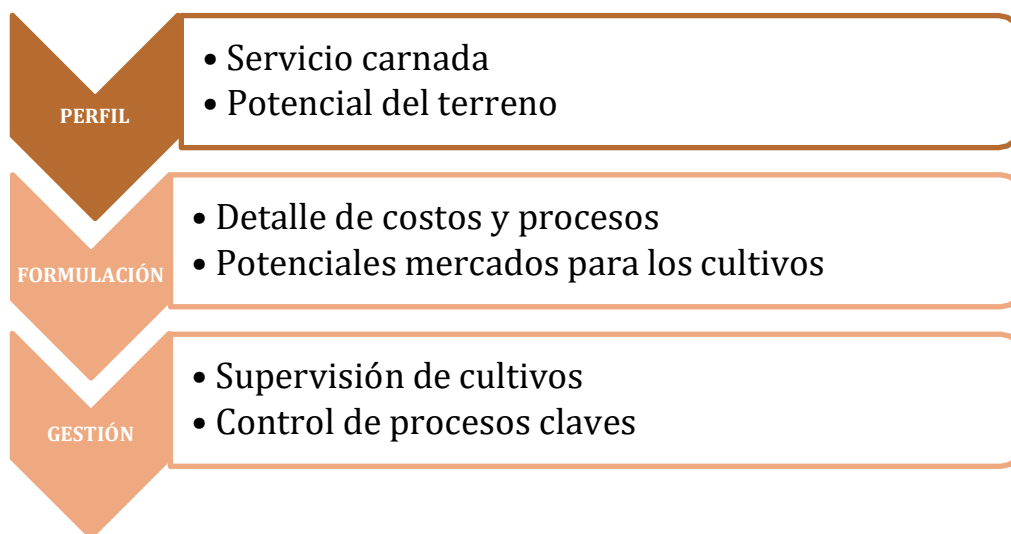 PERFIL
• Servicio carnada
• Potencial del terreno
FORMULACIÓN
• Detalle de costos y procesos
• Potenciales mercados para los cultivos
GESTIÓN
• Supervisión de cultivos
• Control de procesos claves